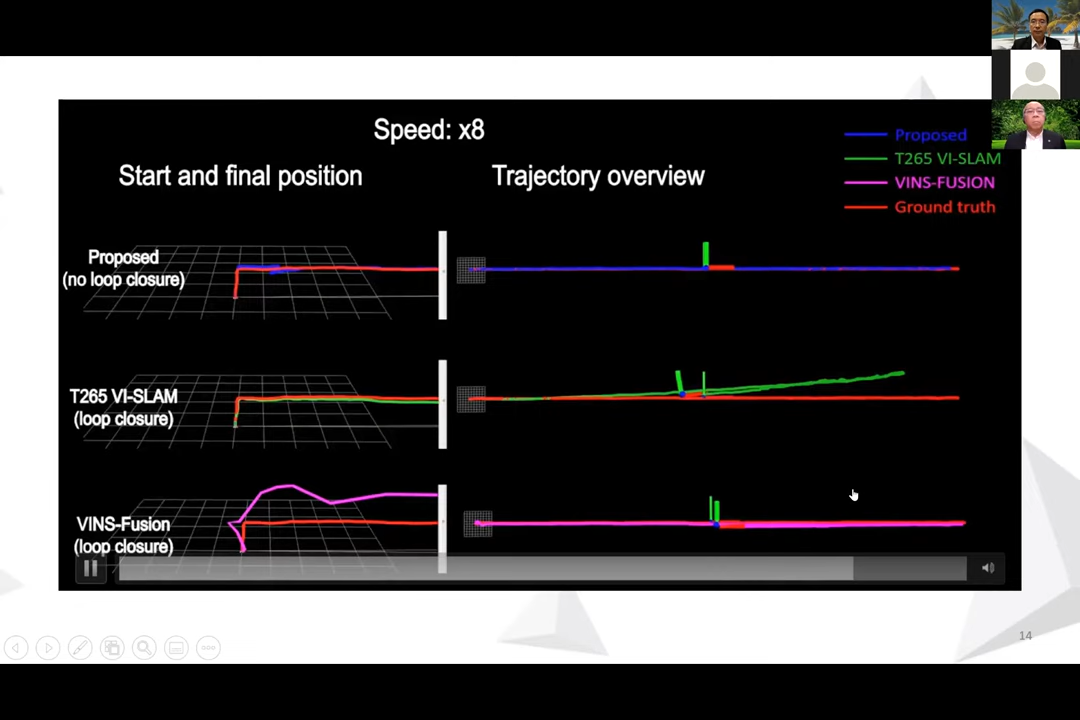 Speed: x8
Start and final position
Trajectory overview
Proposed
T265 VI-SLAM
VINS-FUSION
Ground truth
Proposed
(no loop closure)
T265 VI-SLAM
(loop closure)
VINS-Fusion
(loop closure)
14